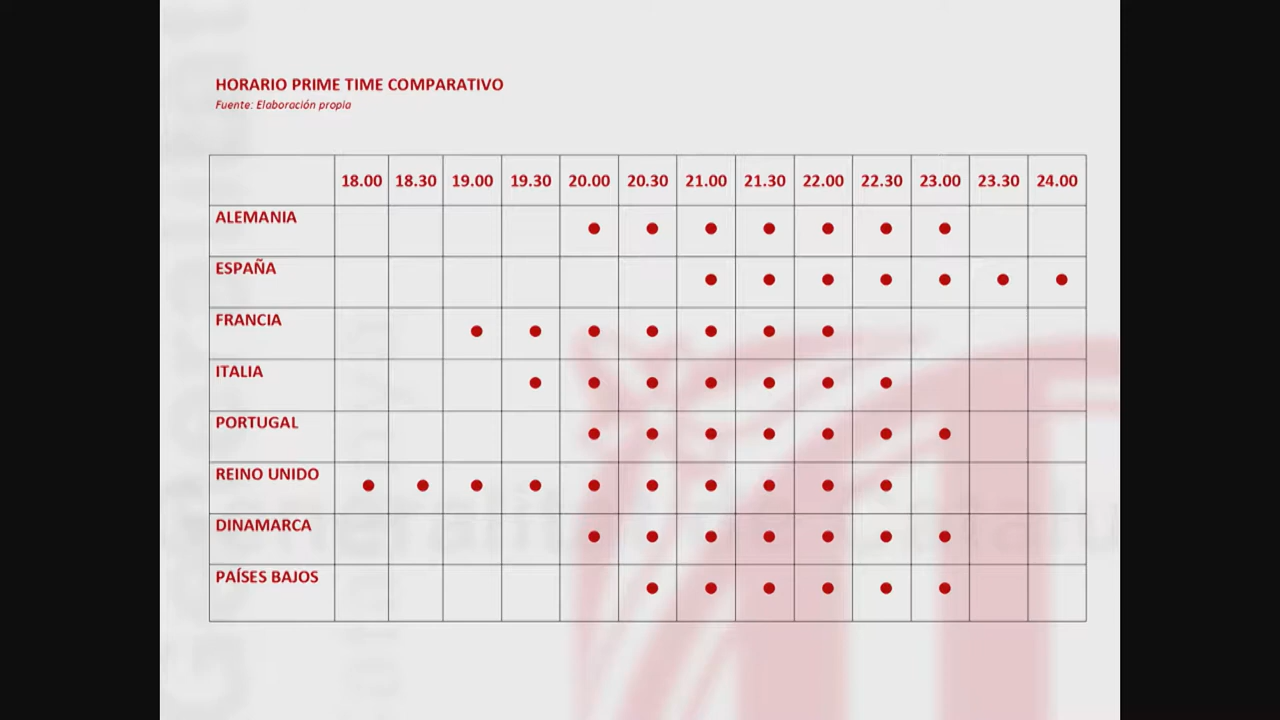 HORARIO PRIME TIME COMPARATIVO
Fuente: Elaboración propia
18.00 18.30 19.00 19.30 20.00 20.30 21.00 21.30 22.00 22.30 23.00 23.30 24.00
ALEMANIA
ESPAÑA
FRANCIA
ITALIA
PORTUGAL
REINO UNIDO
DINAMARCA
PAÍSES BAJOS